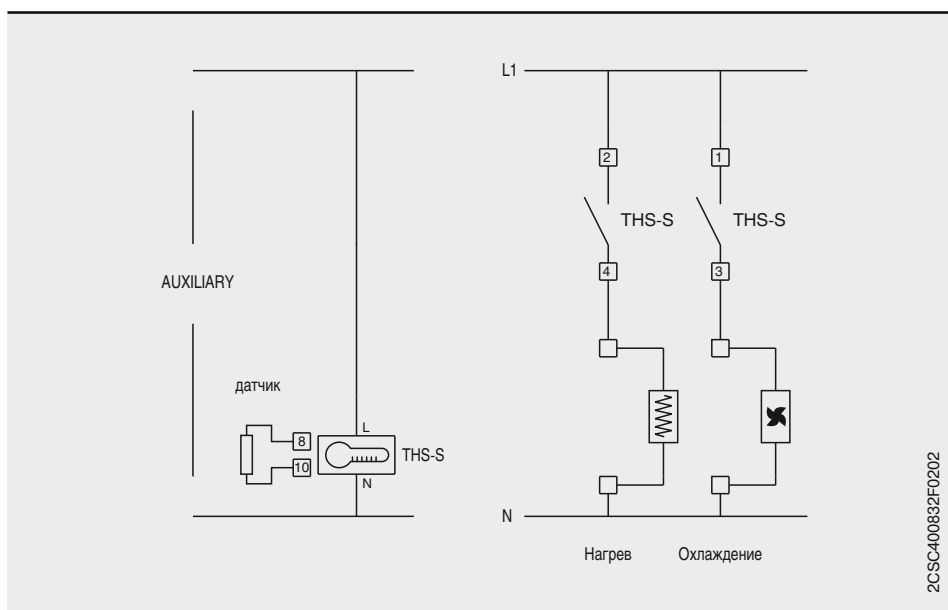 L1
2
1
THS-S
THS-S
AUXILIARY
4
3
датчик
L
8
THS-S
10
N
N
Нагрев
Охлаждение
2CSC400832F0202